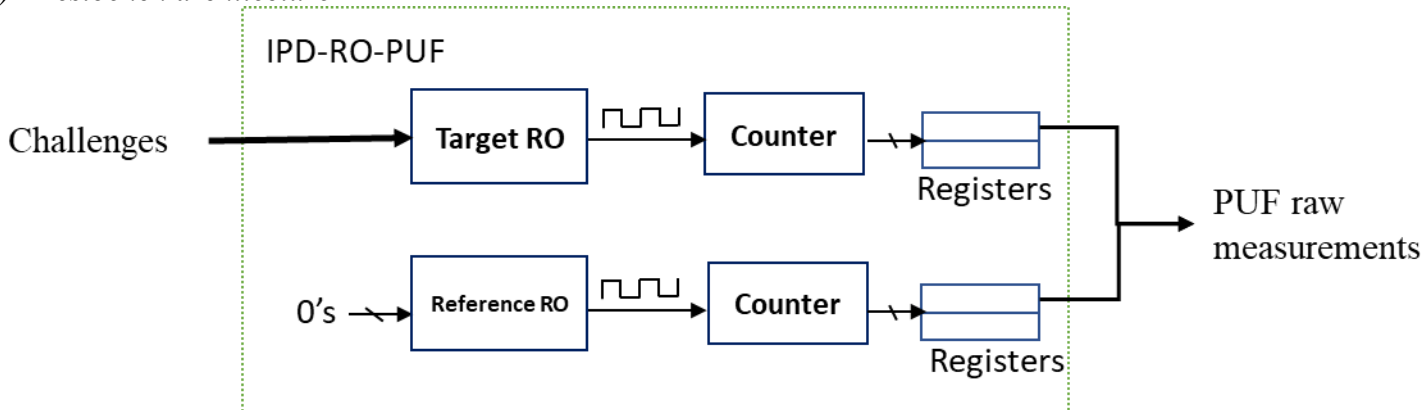 IPD-RO-PUF
Challenges
Target RO
Counter
Registers
PUF raw
measurements
0's
Reference RO
Counter
Registers